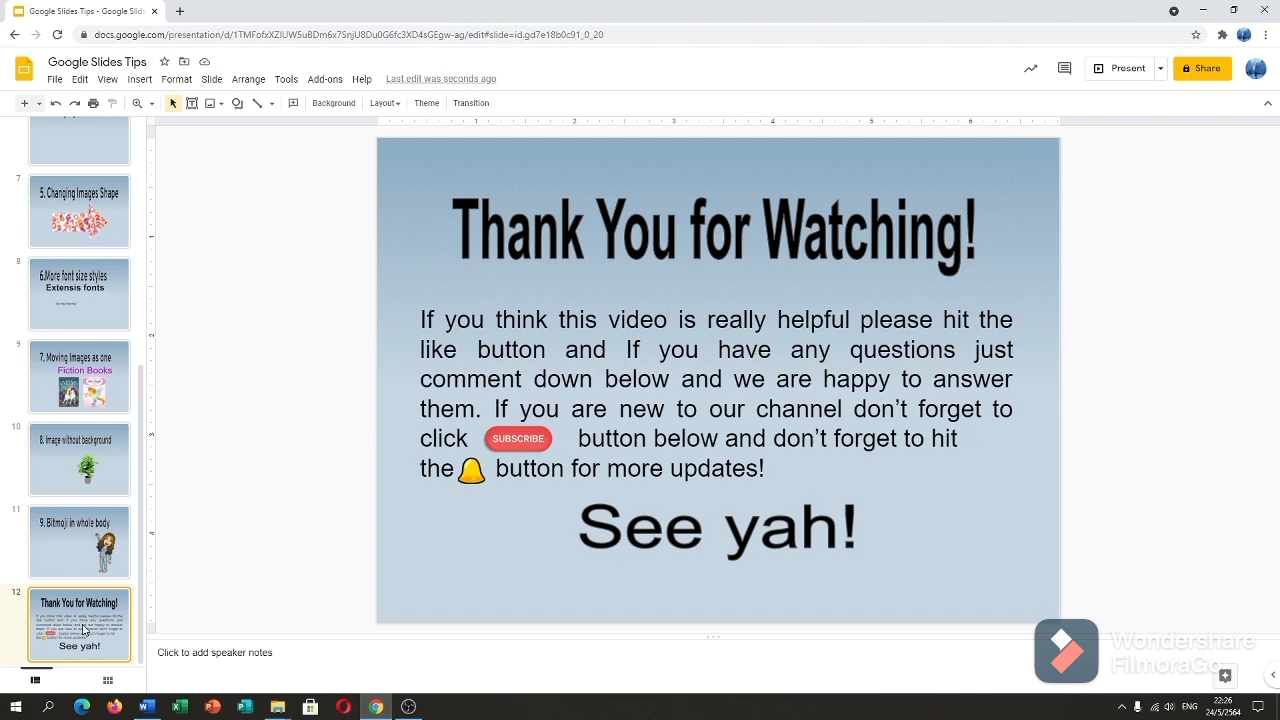 Google Slides Tips - Google Slid
docs.google.com/presentation/d/1TMFofxXZIUW5uBDm6x7SnjU8Du0G6fc3XD4sGEgw-ag/edit#slide=id.gd7e18b0c91_0_20
Google Slides Tips
File Edit View Insert Format Slide Arrange Tools Add-ons Help Last edit was seconds ago
Present Share
Background Layout Theme Transition
1 2 3 4 5 6
7
5. Changing Images Shape
8
6.More font size styles
Extensis fonts
9
7. Moving Images as one
Fiction Books
10
8. Image without background
11
9. Bitmoji in whole body
12
Thank You for Watching!
See yah!
Thank You for Watching!
If you think this video is really helpful please hit the
like button and If you have any questions just
comment down below and we are happy to answer
them. If you are new to our channel don’t forget to
click SUBSCRIBE button below and don’t forget to hit
the button for more updates!
See yah!
Click to add speaker notes
Wondershare
FilmoraGo
ENG
22:26
24/5/2564